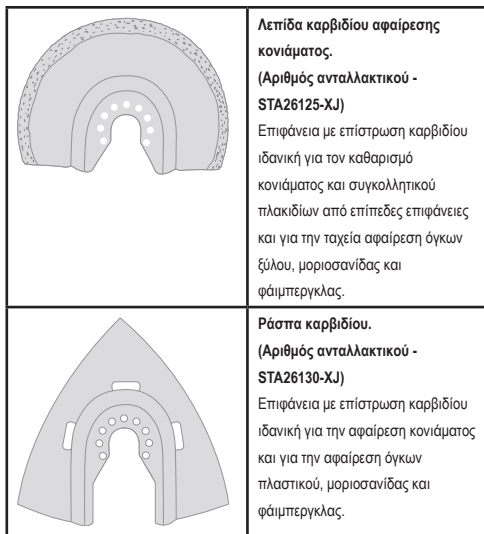 Λεπίδα καρβιδίου αφαίρεσης
κονιάματος.
(Αριθμός ανταλλακτικού -
STA26125-XJ)
Επιφάνεια με επίστρωση καρβιδίου
ιδανική για τον καθαρισμό
κονιάματος και συγκολλητικού
πλακιδίων από επίπεδες επιφάνειες
και για την ταχεία αφαίρεση όγκων
ξύλου, μοριοσανίδας και
φάιμπεργκλας.
Ράσπα καρβιδίου.
(Αριθμός ανταλλακτικού -
STA26130-XJ)
Επιφάνεια με επίστρωση καρβιδίου
ιδανική για την αφαίρεση κονιάματος
και για την αφαίρεση όγκων
πλαστικού, μοριοσανίδας και
φάιμπεργκλας.